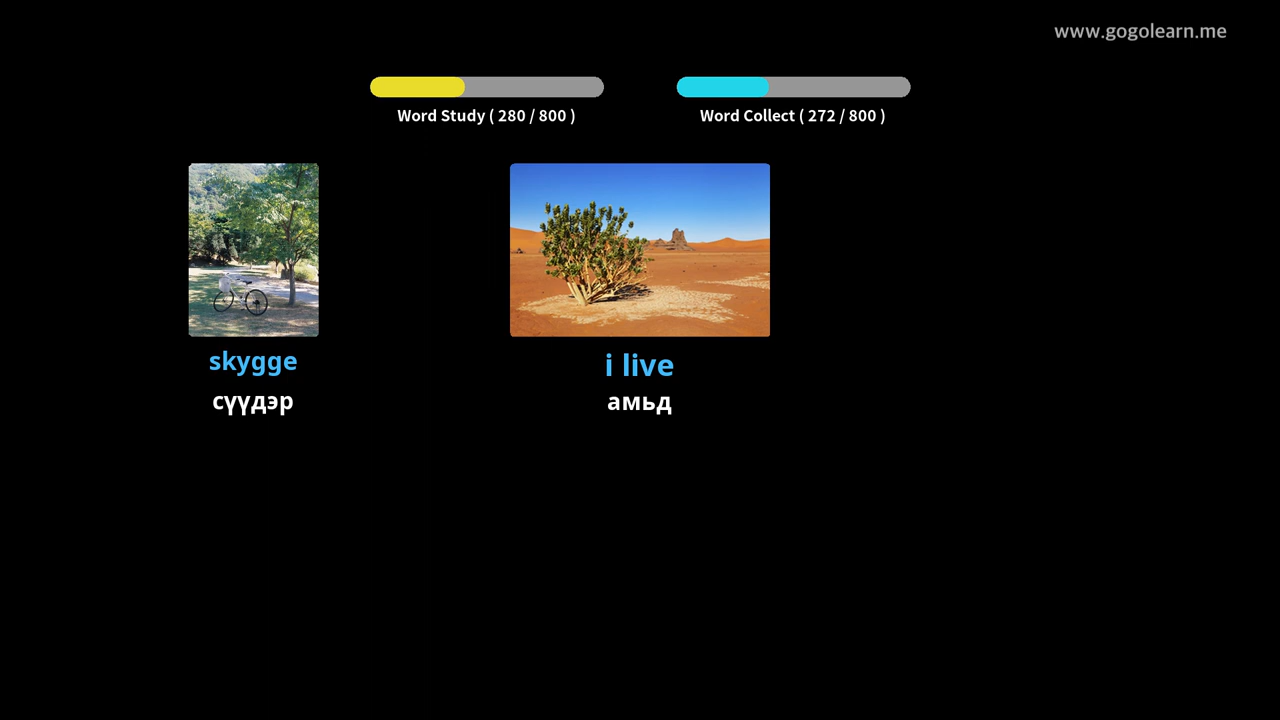 www.gogolearn.me
Word Study ( 280 / 800 )
Word Collect ( 272 / 800 )
skygge
сүүдэр
i live
амьд